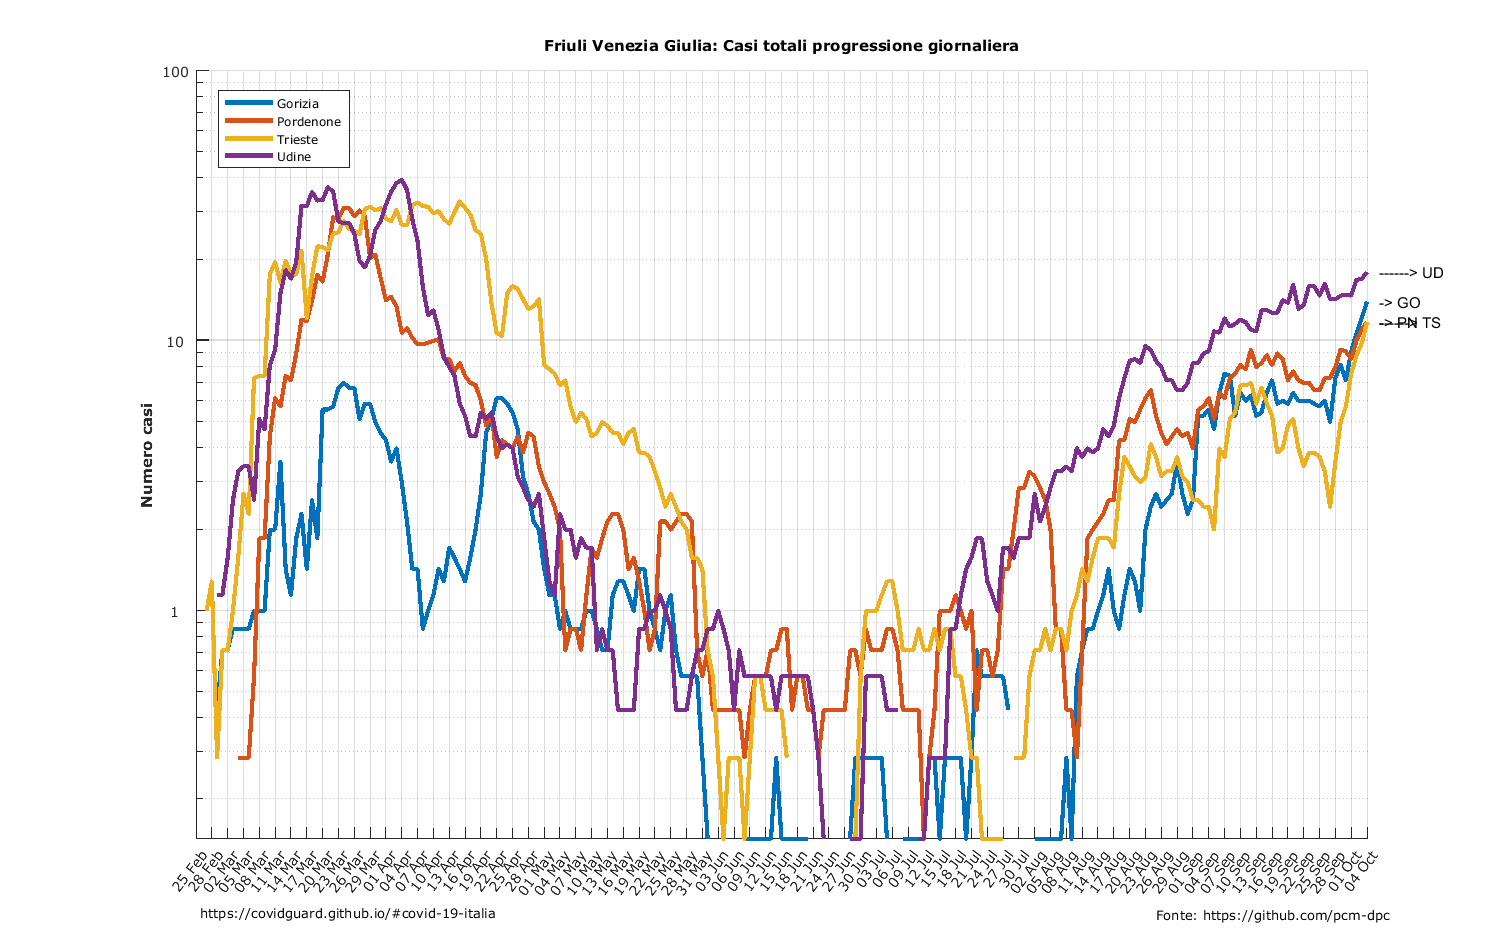 Friuli Venezia Giulia: Casi totali progressione giornaliera
100
10
1
Numero casi
Gorizia
Pordenone
Trieste
Udine
------> UD
-> GO
-> PN
----> TS
25 Feb
28 Feb
02 Mar
05 Mar
08 Mar
11 Mar
14 Mar
17 Mar
20 Mar
23 Mar
26 Mar
29 Mar
01 Apr
04 Apr
07 Apr
10 Apr
13 Apr
16 Apr
19 Apr
22 Apr
25 Apr
28 Apr
01 May
04 May
07 May
10 May
13 May
16 May
19 May
22 May
25 May
28 May
31 May
03 Jun
06 Jun
09 Jun
12 Jun
15 Jun
18 Jun
21 Jun
24 Jun
27 Jun
30 Jun
03 Jul
06 Jul
09 Jul
12 Jul
15 Jul
18 Jul
21 Jul
24 Jul
27 Jul
30 Jul
02 Aug
05 Aug
08 Aug
11 Aug
14 Aug
17 Aug
20 Aug
23 Aug
26 Aug
29 Aug
01 Sep
04 Sep
07 Sep
10 Sep
13 Sep
16 Sep
19 Sep
22 Sep
25 Sep
28 Sep
01 Oct
04 Oct
https://covidguard.github.io/#covid-19-italia
Fonte: https://github.com/pcm-dpc